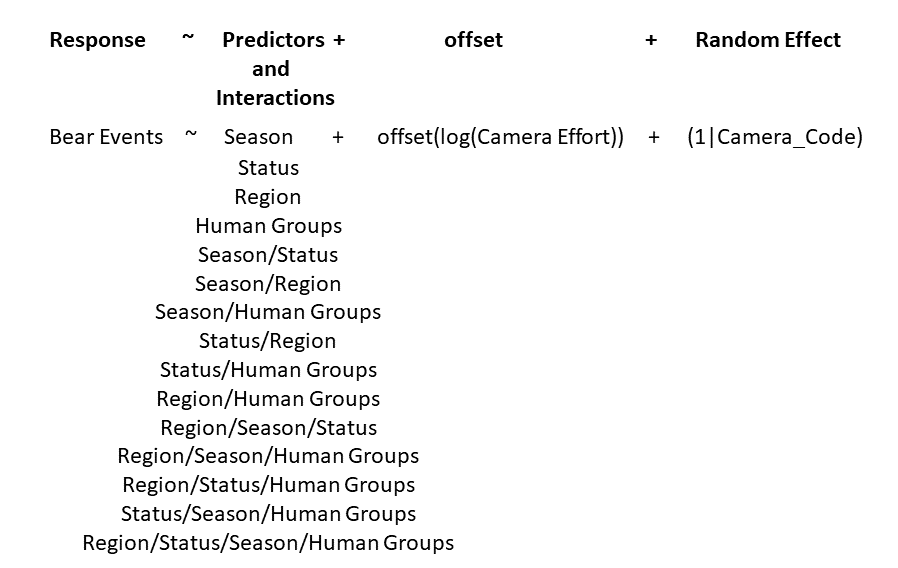 Response ~ Predictors + offset + Random Effect
and
Interactions
Bear Events ~ Season + offset(log(Camera Effort)) + (1|Camera_Code)
Status
Region
Human Groups
Season/Status
Season/Region
Season/Human Groups
Status/Region
Status/Human Groups
Region/Human Groups
Region/Season/Status
Region/Season/Human Groups
Region/Status/Human Groups
Status/Season/Human Groups
Region/Status/Season/Human Groups